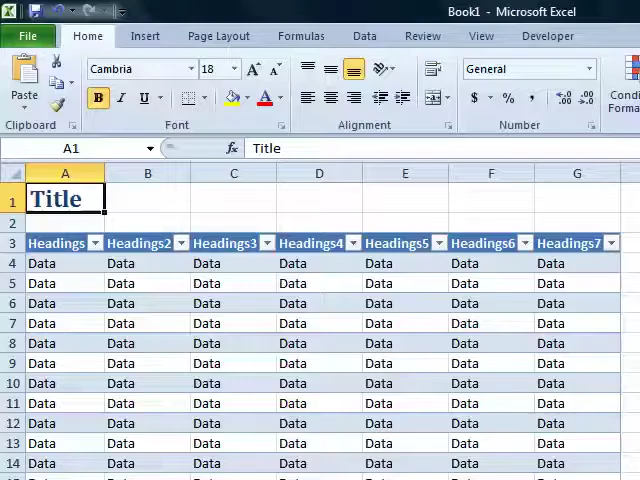 Book1 - Microsoft Excel
File Home Insert Page Layout Formulas Data Review View Developer
Paste
Cambria 18 A A General
B I U A $ % , .00 .00
Clipboard Font Alignment Number
A1 fx Title
A B C D E F G
1 Title
2
3 Headings Headings2 Headings3 Headings4 Headings5 Headings6 Headings7
4 Data Data Data Data Data Data Data
5 Data Data Data Data Data Data Data
6 Data Data Data Data Data Data Data
7 Data Data Data Data Data Data Data
8 Data Data Data Data Data Data Data
9 Data Data Data Data Data Data Data
10 Data Data Data Data Data Data Data
11 Data Data Data Data Data Data Data
12 Data Data Data Data Data Data Data
13 Data Data Data Data Data Data Data
14 Data Data Data Data Data Data Data